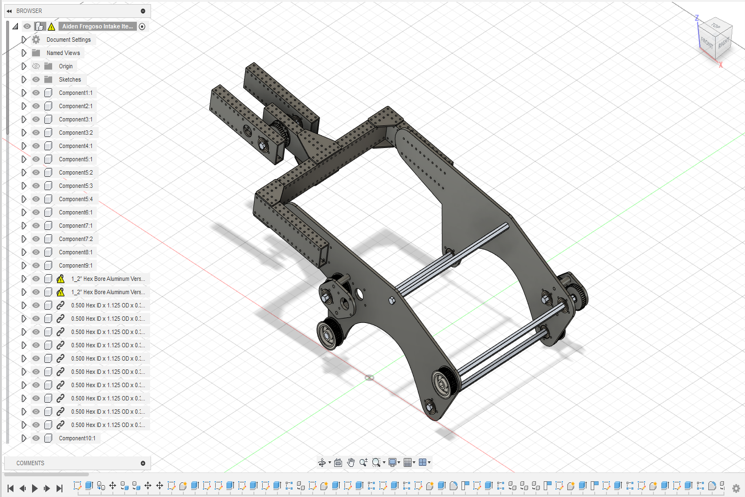 BROWSER
Aiden Fregoso Intake Ite...
Document Settings
Named Views
Origin
Sketches
Component1:1
Component2:1
Component3:1
Component3:2
Component4:1
Component5:1
Component5:2
Component5:3
Component5:4
Component6:1
Component7:1
Component7:2
Component8:1
Component9:1
1_2" Hex Bore Aluminum Vers...
1_2" Hex Bore Aluminum Vers...
0.500 Hex ID x 1.125 OD x 0.:...
0.500 Hex ID x 1.125 OD x 0.:...
0.500 Hex ID x 1.125 OD x 0.:...
0.500 Hex ID x 1.125 OD x 0.:...
0.500 Hex ID x 1.125 OD x 0.:...
0.500 Hex ID x 1.125 OD x 0.:...
0.500 Hex ID x 1.125 OD x 0.:...
0.500 Hex ID x 1.125 OD x 0.:...
0.500 Hex ID x 1.125 OD x 0.:...
0.500 Hex ID x 1.125 OD x 0.:...
Component10:1
COMMENTS
Z
TOP
FRONT
RIGHT
X